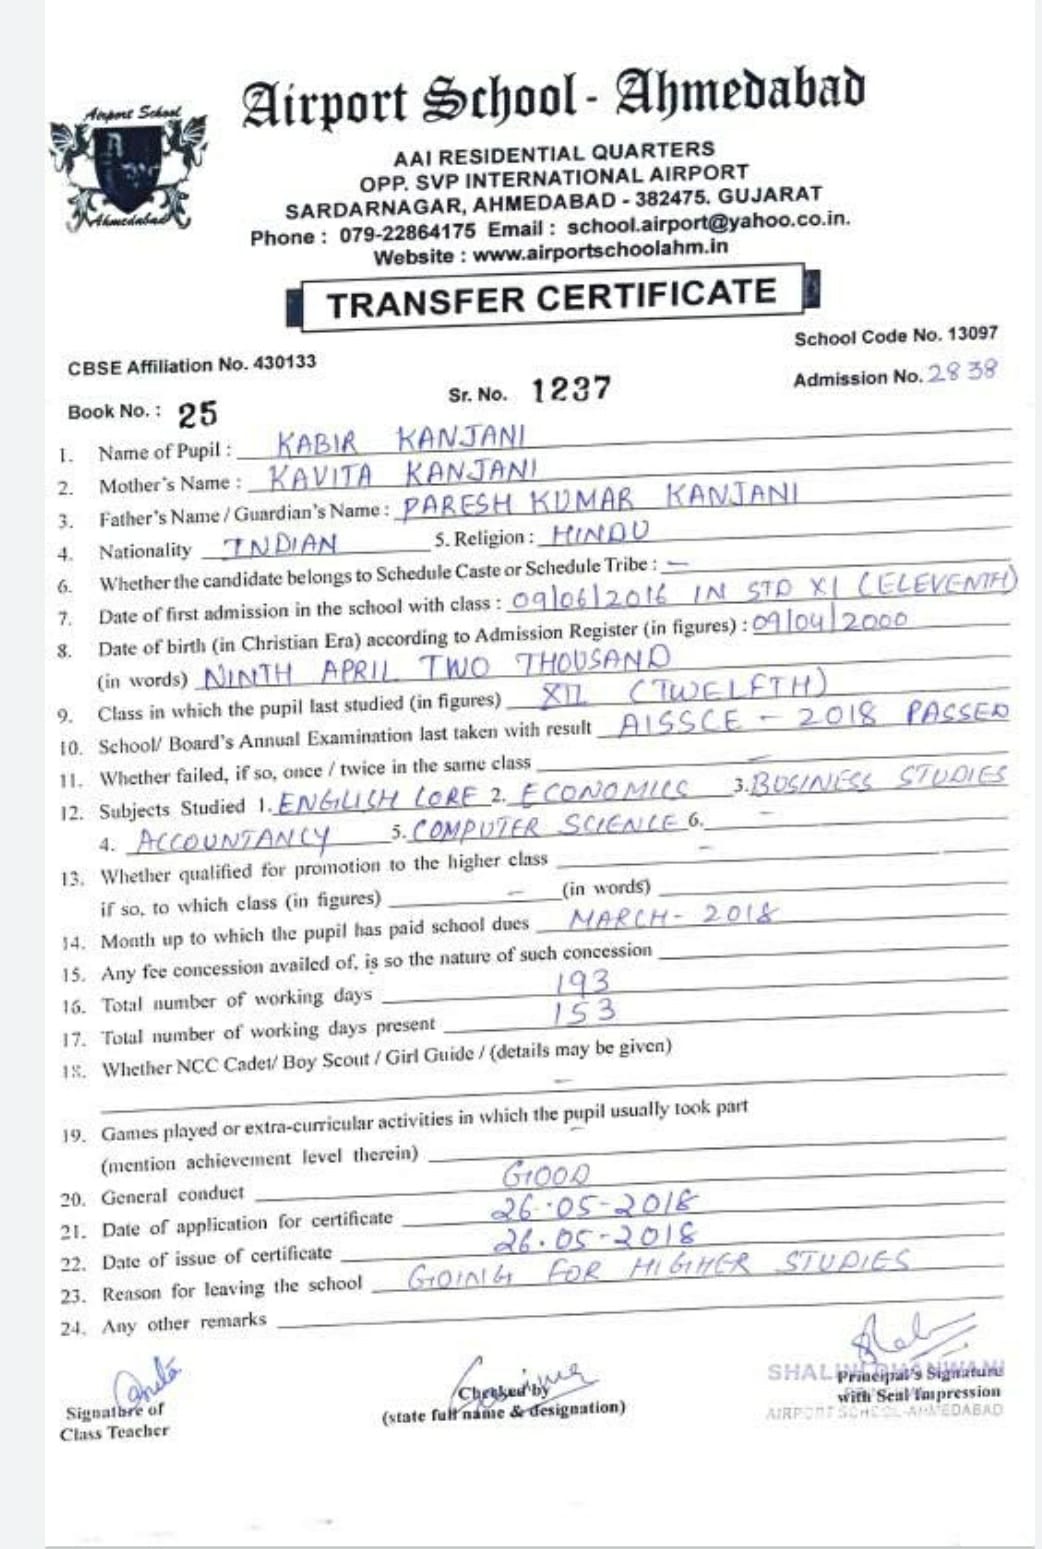 Airport School
Ahmedabad
Airport School - Ahmedabad
AAI RESIDENTIAL QUARTERS
OPP. SVP INTERNATIONAL AIRPORT
SARDARNAGAR, AHMEDABAD - 382475. GUJARAT
Phone : 079-22864175 Email : school.airport@yahoo.co.in.
Website : www.airportschoolahm.in
TRANSFER CERTIFICATE
CBSE Affiliation No. 430133 School Code No. 13097
Book No. : 25 Sr. No. 1237 Admission No. 2838
1. Name of Pupil : KABIR KANJANI
2. Mother's Name : KAVITA KANJANI
3. Father's Name / Guardian's Name : PARESH KUMAR KANJANI
4. Nationality INDIAN 5. Religion : HINDU
6. Whether the candidate belongs to Schedule Caste or Schedule Tribe : —
7. Date of first admission in the school with class : 09/06/2016 IN STD XI (ELEVENTH)
8. Date of birth (in Christian Era) according to Admission Register (in figures) : 09/04/2000
(in words) NINTH APRIL TWO THOUSAND
9. Class in which the pupil last studied (in figures) XII (TWELFTH)
10. School/ Board's Annual Examination last taken with result AISSCE - 2018 PASSED
11. Whether failed, if so, once / twice in the same class —
12. Subjects Studied 1. ENGLISH CORE 2. ECONOMICS 3. BUSINESS STUDIES
4. ACCOUNTANCY 5. COMPUTER SCIENCE 6. —
13. Whether qualified for promotion to the higher class —
if so, to which class (in figures) — (in words)
14. Month up to which the pupil has paid school dues MARCH - 2018
15. Any fee concession availed of, is so the nature of such concession
16. Total number of working days 193
17. Total number of working days present 153
18. Whether NCC Cadet/ Boy Scout / Girl Guide / (details may be given)
—
19. Games played or extra-curricular activities in which the pupil usually took part
(mention achievement level therein)
20. General conduct GOOD
21. Date of application for certificate 26-05-2018
22. Date of issue of certificate 26.05-2018
23. Reason for leaving the school GOING FOR HIGHER STUDIES
24. Any other remarks
Signature of
Class Teacher
Checked by
(state full name & designation)
Principal's Signature
with Seal Impression
AIRPORT SCHOOL-AHMEDABAD